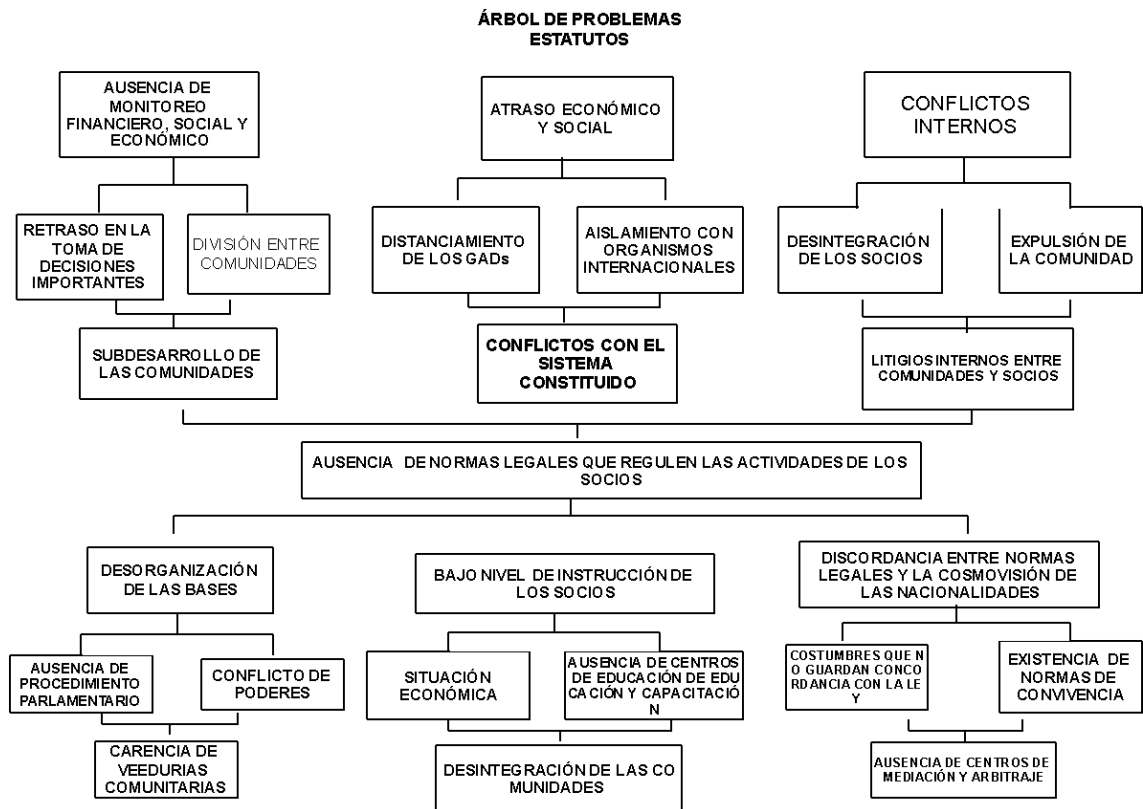 ÁRBOL DE PROBLEMAS
ESTATUTOS
AUSENCIA DE
MONITOREO
FINANCIERO, SOCIAL Y
ECONÓMICO
ATRASO ECONÓMICO
Y SOCIAL
CONFLICTOS
INTERNOS
RETRASO EN LA
TOMA DE
DECISIONES
IMPORTANTES
DIVISIÓN ENTRE
COMUNIDADES
DISTANCIAMIENTO
DE LOS GADs
AISLAMIENTO CON
ORGANISMOS
INTERNACIONALES
DESINTEGRACIÓN
DE LOS SOCIOS
EXPULSIÓN DE
LA COMUNIDAD
SUBDESARROLLO DE
LAS COMUNIDADES
CONFLICTOS CON EL
SISTEMA
CONSTITUIDO
LITIGIOS INTERNOS ENTRE
COMUNIDADES Y SOCIOS
AUSENCIA DE NORMAS LEGALES QUE REGULEN LAS ACTIVIDADES DE LOS
SOCIOS
DESORGANIZACIÓN
DE LAS BASES
BAJO NIVEL DE INSTRUCCIÓN DE
LOS SOCIOS
DISCORDANCIA ENTRE NORMAS
LEGALES Y LA COSMOVISIÓN DE
LAS NACIONALIDADES
AUSENCIA DE
PROCEDIMIENTO
PARLAMENTARIO
CONFLICTO DE
PODERES
SITUACIÓN
ECONÓMICA
AUSENCIA DE CENTROS
DE EDUCACIÓN DE EDU
CACIÓN Y CAPACITACIÓ
N
COSTUMBRES QUE N
O GUARDAN CONCO
RDANCIA CON LA LE
Y
EXISTENCIA DE
NORMAS DE
CONVIVENCIA
CARENCIA DE
VEEDURIAS
COMUNITARIAS
DESINTEGRACIÓN DE LAS CO
MUNIDADES
AUSENCIA DE CENTROS DE
MEDIACIÓN Y ARBITRAJE